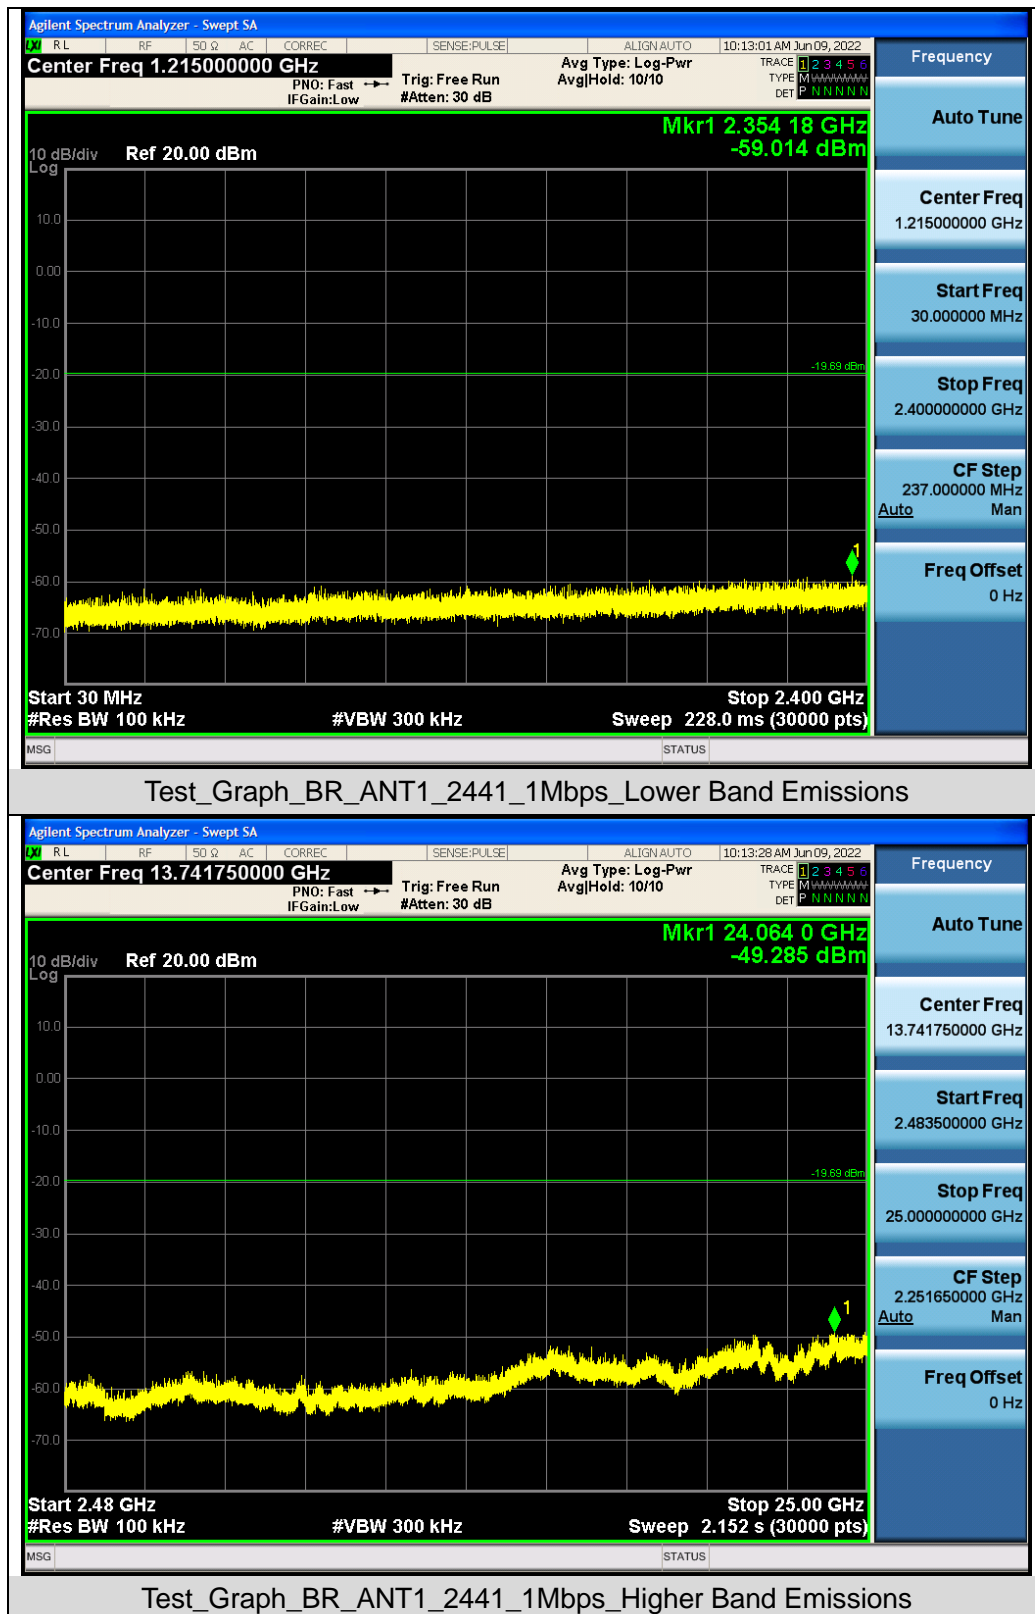 Agilent Spectrum Analyzer - Swept SA
LXI RL RF 50 Ω AC CORREC SENSE:PULSE ALIGN AUTO 10:13:01 AM Jun 09, 2022
Center Freq 1.215000000 GHz
PNO: Fast
IFGain:Low
Trig: Free Run
#Atten: 30 dB
Avg Type: Log-Pwr
Avg|Hold: 10/10
TRACE 1 2 3 4 5 6
TYPE M
DET P N N N N N
Mkr1 2.354 18 GHz
-59.014 dBm
10 dB/div Ref 20.00 dBm
Log
10.0
0.00
-10.0
-20.0
-30.0
-40.0
-50.0
-60.0
-70.0
-19.69 dBm
1
Start 30 MHz Stop 2.400 GHz
#Res BW 100 kHz #VBW 300 kHz Sweep 228.0 ms (30000 pts)
MSG STATUS
Frequency
Auto Tune
Center Freq
1.215000000 GHz
Start Freq
30.000000 MHz
Stop Freq
2.400000000 GHz
CF Step
237.000000 MHz
Auto Man
Freq Offset
0 Hz
Test_Graph_BR_ANT1_2441_1Mbps_Lower Band Emissions
Agilent Spectrum Analyzer - Swept SA
LXI RL RF 50 Ω AC CORREC SENSE:PULSE ALIGN AUTO 10:13:28 AM Jun 09, 2022
Center Freq 13.741750000 GHz
PNO: Fast
IFGain:Low
Trig: Free Run
#Atten: 30 dB
Avg Type: Log-Pwr
Avg|Hold: 10/10
TRACE 1 2 3 4 5 6
TYPE M
DET P N N N N N
Mkr1 24.064 0 GHz
-49.285 dBm
10 dB/div Ref 20.00 dBm
Log
10.0
0.00
-10.0
-20.0
-30.0
-40.0
-50.0
-60.0
-70.0
-19.69 dBm
1
Start 2.48 GHz Stop 25.00 GHz
#Res BW 100 kHz #VBW 300 kHz Sweep 2.152 s (30000 pts)
MSG STATUS
Frequency
Auto Tune
Center Freq
13.741750000 GHz
Start Freq
2.483500000 GHz
Stop Freq
25.000000000 GHz
CF Step
2.251650000 GHz
Auto Man
Freq Offset
0 Hz
Test_Graph_BR_ANT1_2441_1Mbps_Higher Band Emissions